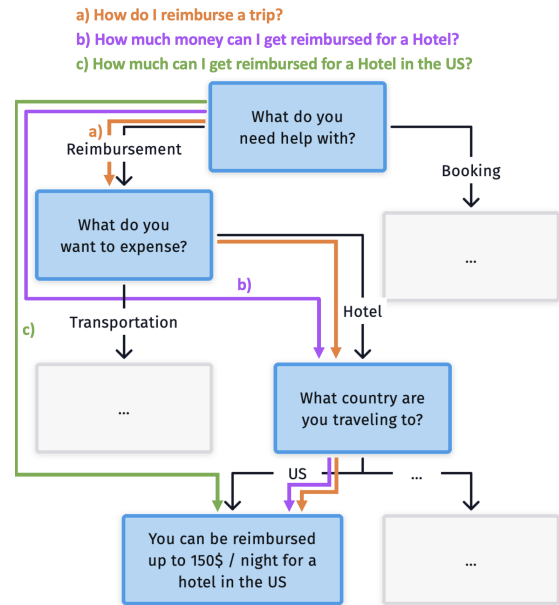 a) How do I reimburse a trip?
b) How much money can I get reimbursed for a Hotel?
c) How much can I get reimbursed for a Hotel in the US?
What do you
need help with?
a)
Reimbursement
Booking
What do you
want to expense?
...
b)
Hotel
c)
Transportation
...
What country are
you traveling to?
US
...
You can be reimbursed
up to 150$ / night for a
hotel in the US
...